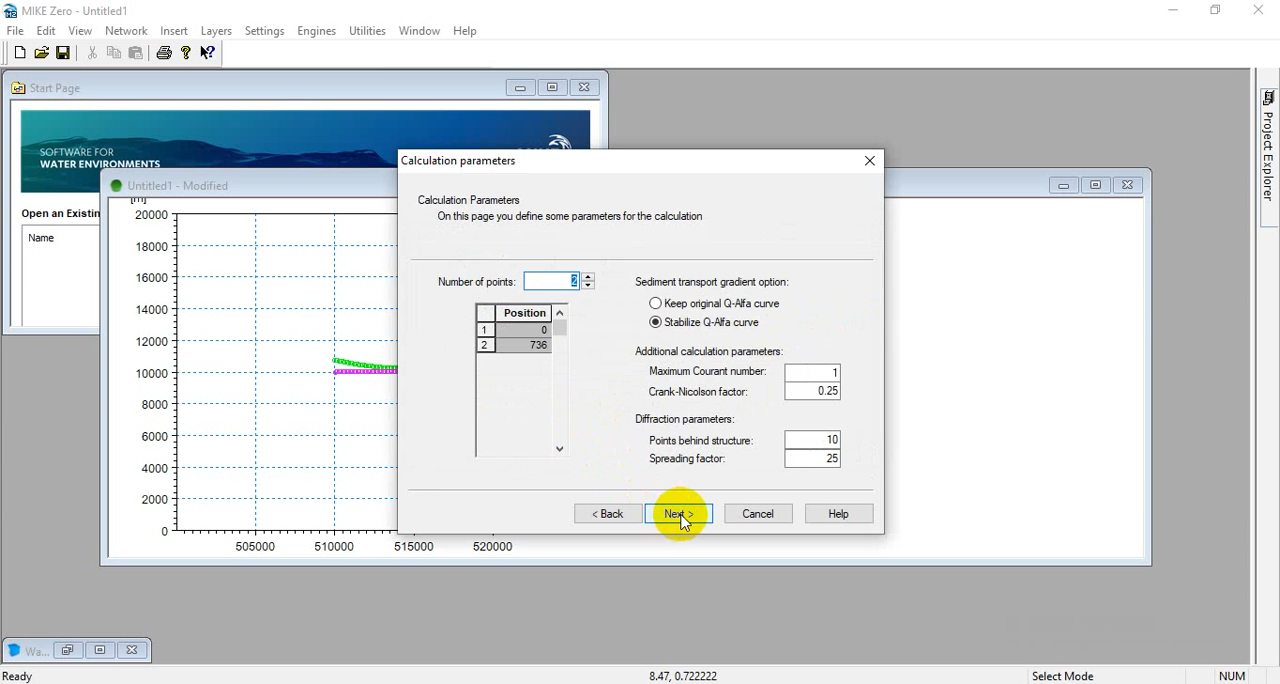 MIKE Zero - Untitled1
File Edit View Network Insert Layers Settings Engines Utilities Window Help
Start Page
SOFTWARE FOR
WATER ENVIRONMENTS
Open an Existin
Name
Untitled1 - Modified
[m]
20000
18000
16000
14000
12000
10000
8000
6000
4000
2000
0
505000 510000 515000 520000
Calculation parameters
Calculation Parameters
On this page you define some parameters for the calculation
Number of points: 2
Position
1 0
2 736
Sediment transport gradient option:
Keep original Q-Alfa curve
Stabilize Q-Alfa curve
Additional calculation parameters:
Maximum Courant number: 1
Crank-Nicolson factor: 0.25
Diffraction parameters:
Points behind structure: 10
Spreading factor: 25
< Back Next > Cancel Help
Project Explorer
Wa...
Ready 8.47, 0.722222 Select Mode NUM